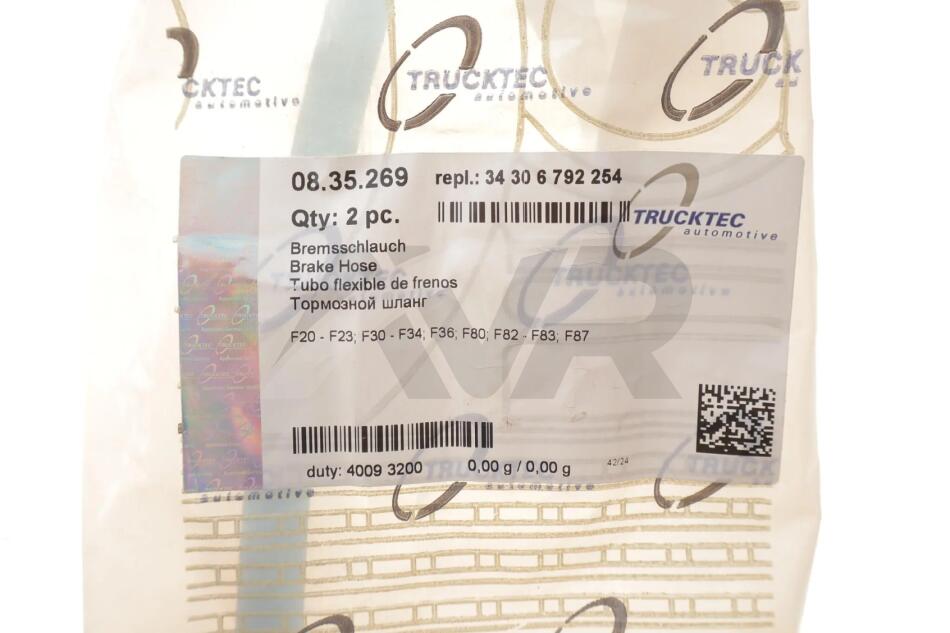 CKTEC
automotive
TRUCKTEC
automotive
TRUCK
08.35.269 repl.: 34 30 6 792 254
Qty: 2 pc.
TRUCKTEC
automotive
Bremsschlauch
Brake Hose
Tubo flexible de frenos
Тормозной шланг
TRUCKTEC
automotive
F20 - F23; F30 - F34; F36; F80; F82 - F83; F87
duty: 4009 3200 0,00 g / 0,00 g 42/24
automotive
TRUCKTEC
automotive
TRUCK